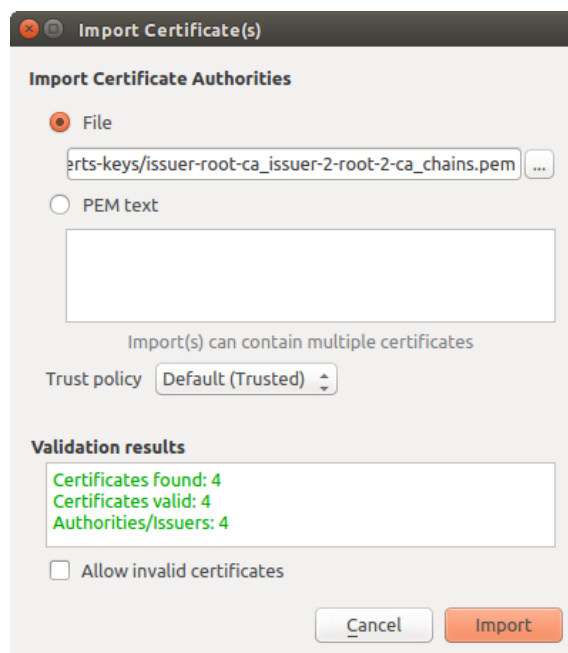 Import Certificate(s)
Import Certificate Authorities
File
erts-keys/issuer-root-ca_issuer-2-root-2-ca_chains.pem
...
PEM text
Import(s) can contain multiple certificates
Trust policy Default (Trusted)
Validation results
Certificates found: 4
Certificates valid: 4
Authorities/Issuers: 4
Allow invalid certificates
Cancel Import